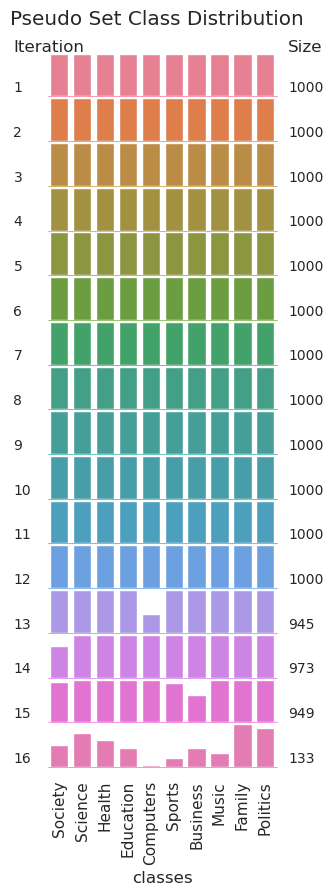 Pseudo Set Class Distribution
Iteration Size
1 1000
2 1000
3 1000
4 1000
5 1000
6 1000
7 1000
8 1000
9 1000
10 1000
11 1000
12 1000
13 945
14 973
15 949
16 133
Society
Science
Health
Education
Computers
Sports
Business
Music
Family
Politics
classes